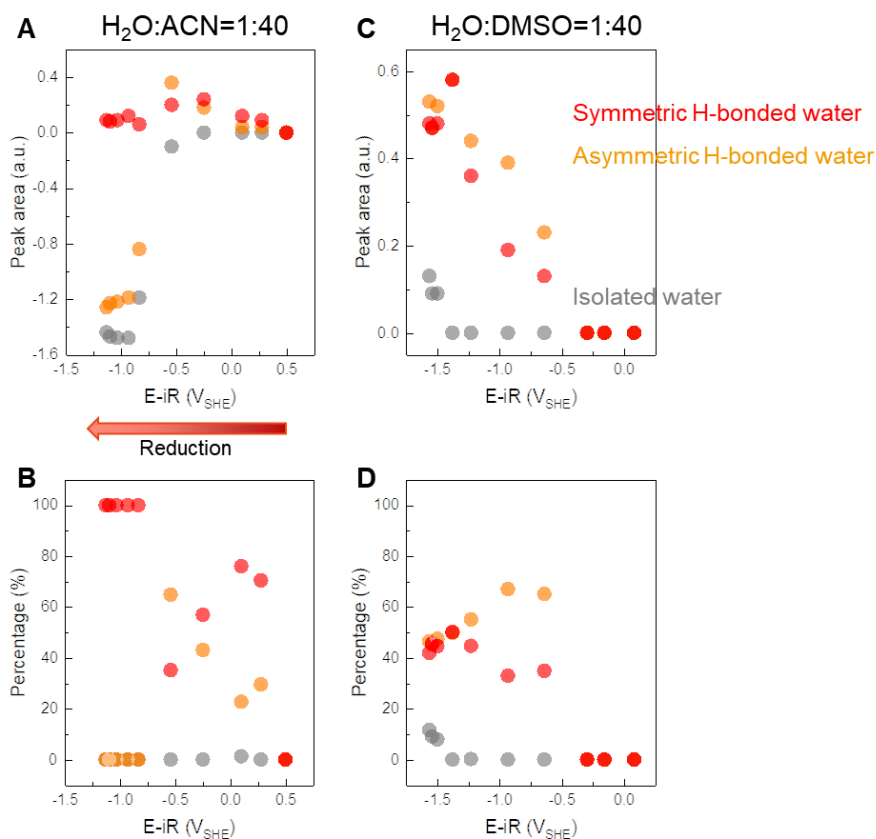 A
H₂O:ACN=1:40
C
H₂O:DMSO=1:40
Peak area (a.u.)
0.4
0.0
-0.4
-0.8
-1.2
-1.6
-1.5
-1.0
-0.5
0.0
0.5
E-iR (V_SHE)
Reduction
Peak area (a.u.)
0.6
0.4
0.2
0.0
-1.5
-1.0
-0.5
0.0
E-iR (V_SHE)
Symmetric H-bonded water
Asymmetric H-bonded water
Isolated water
B
Percentage (%)
100
80
60
40
20
0
-1.5
-1.0
-0.5
0.0
0.5
E-iR (V_SHE)
D
Percentage (%)
100
80
60
40
20
0
-1.5
-1.0
-0.5
0.0
E-iR (V_SHE)